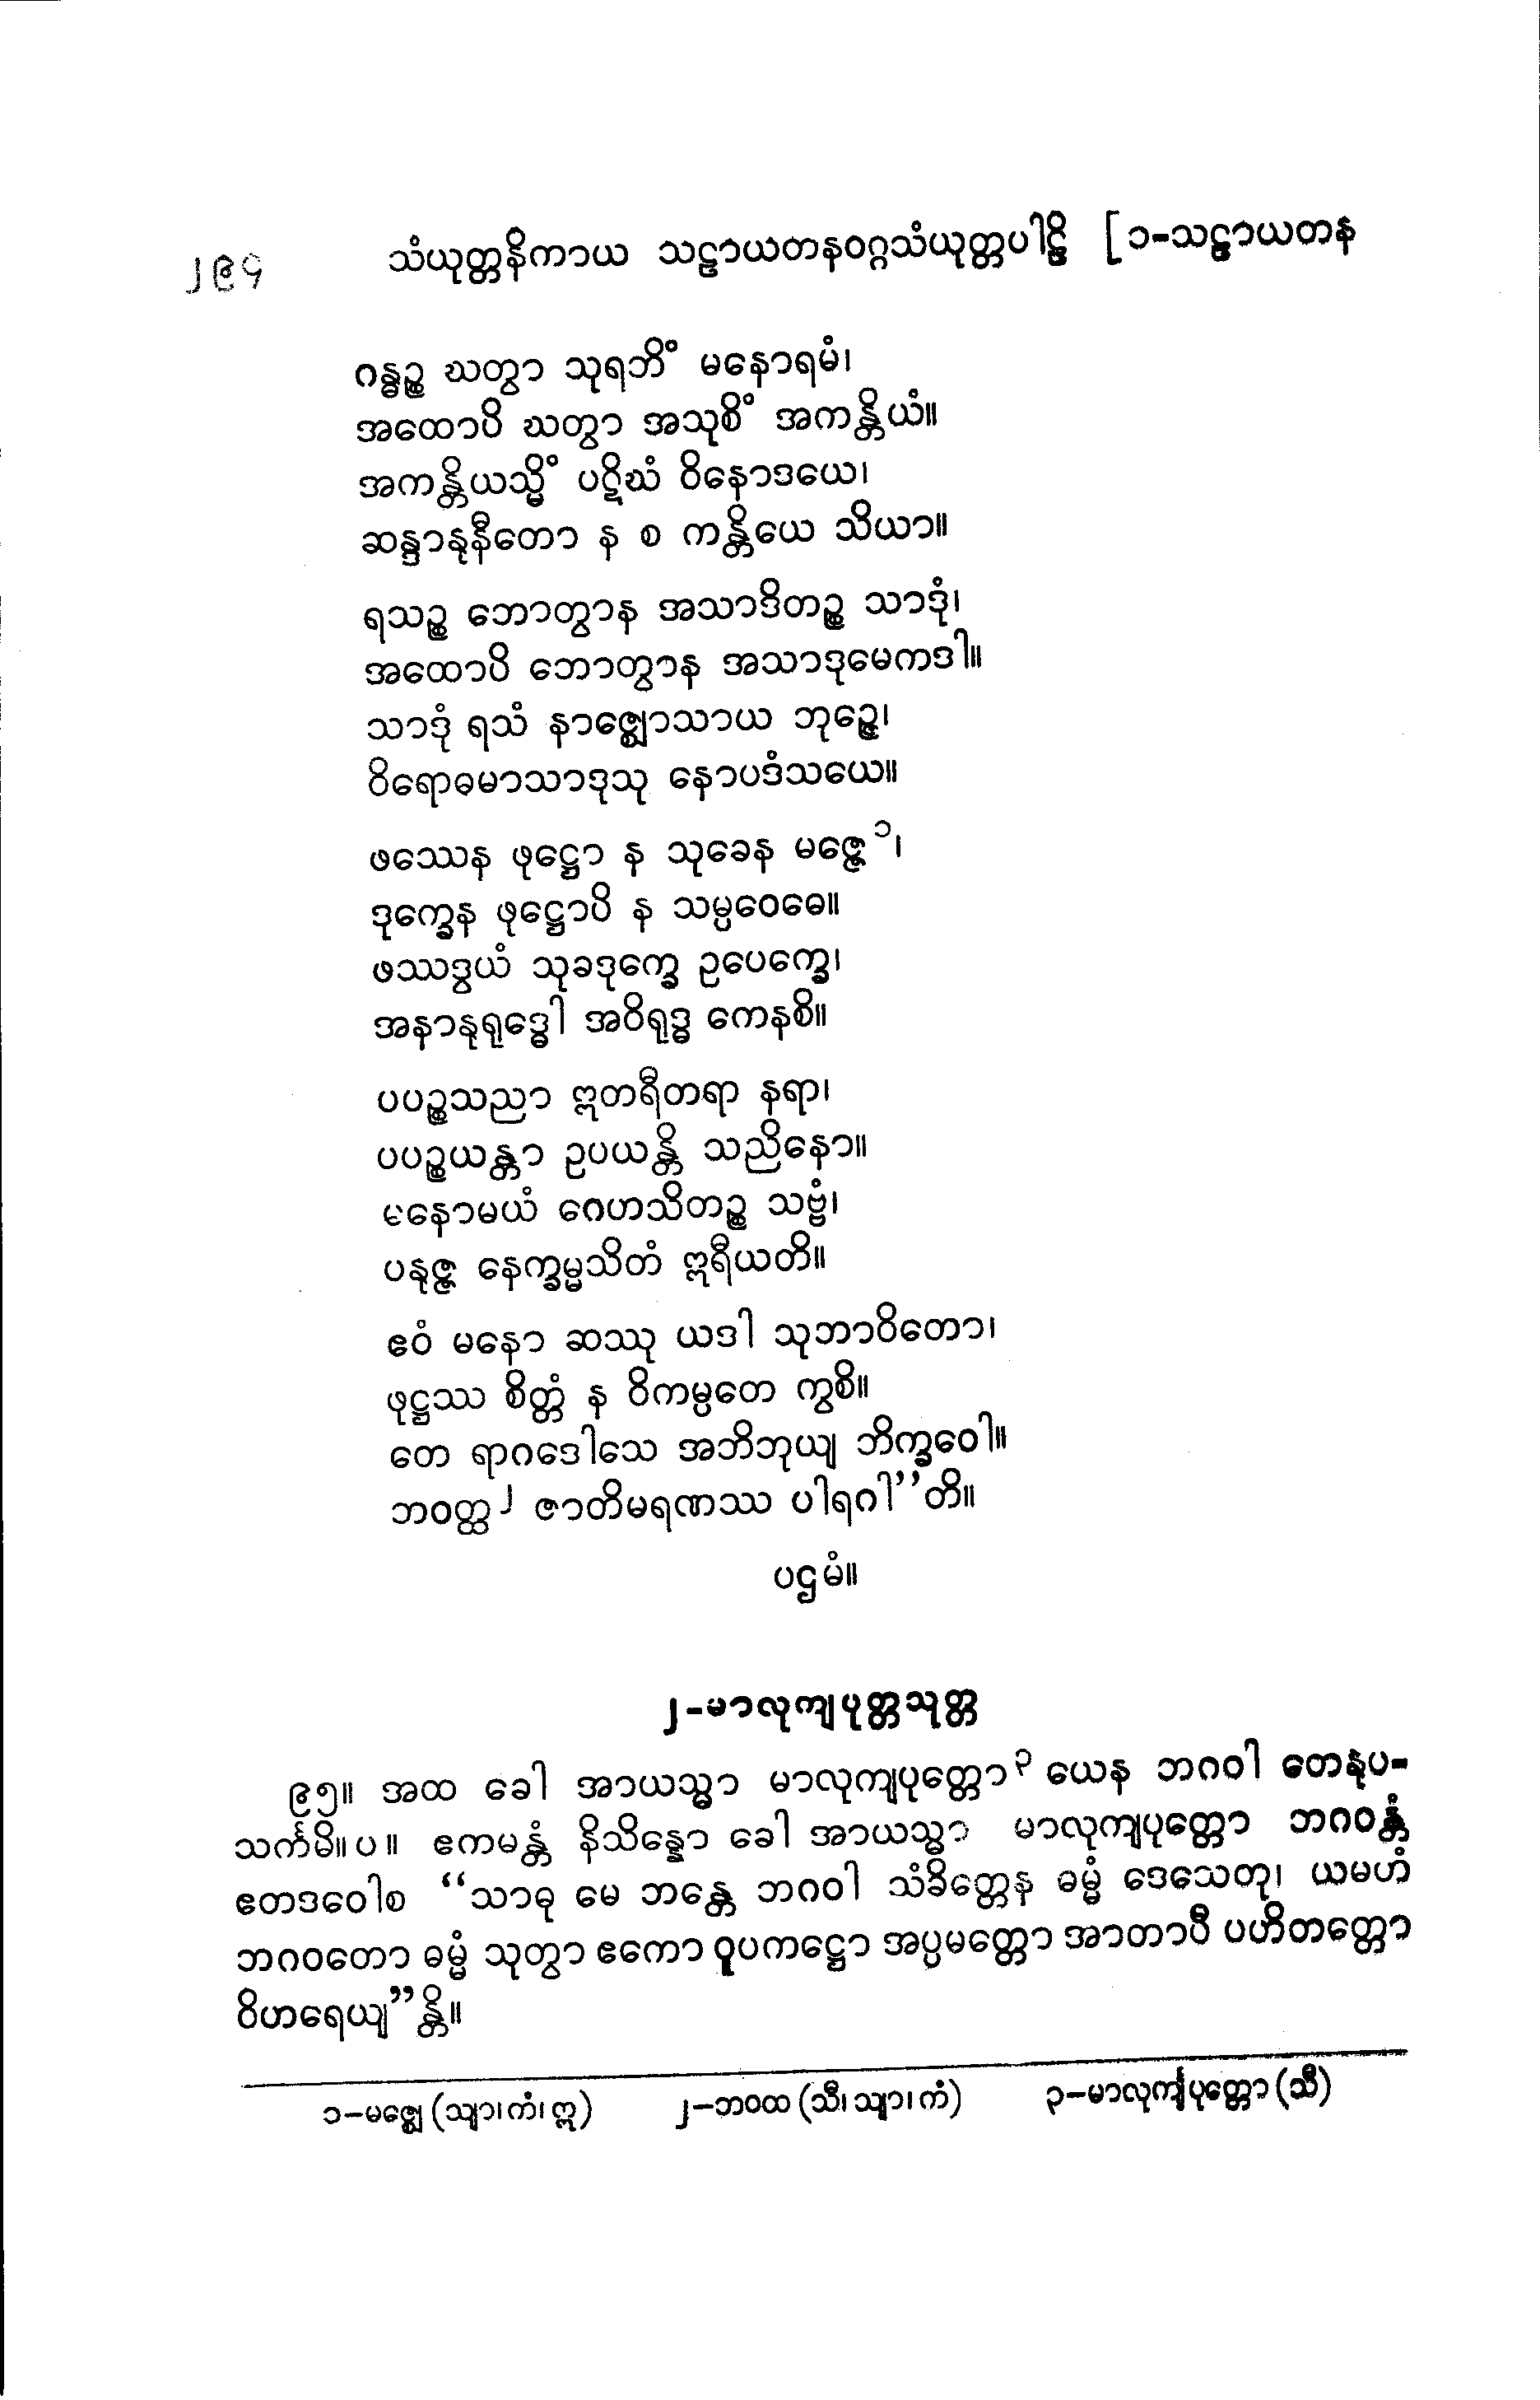 ၂၉၄ သံယုတ္တနိကာယ သဠာယတနဝဂ္ဂသံယုတ္တပါဠိ [၁-သဠာယတန
ဂန္ဓဉ္စ ဃတွာ သုရဘိံ မနောရမံ၊
အထောပိ ဃတွာ အသုစိံ အကန္တိယံ။
အကန္တိယသ္မိံ ပဋိဃံ ဝိနောဒယေ၊
ဆန္ဒာနုနီတော န စ ကန္တိယေ သိယာ။
ရသဉ္စ ဘောတွာန အသာဒိတဉ္စ သာဒုံ၊
အထောပိ ဘောတွာန အသာဒုမေကဒါ။
သာဒုံ ရသံ နာဇ္ဈောသာယ ဘုဉ္ဇေ၊
ဝိရောဓမာသာဒုသု နောပဒံသယေ။
ဖဿေန ဖုဋ္ဌော န သုခေန မဇ္ဇေ၁၊
ဒုက္ခေန ဖုဋ္ဌောပိ န သမ္ပဝေဓေ။
ဖဿဒွယံ သုခဒုက္ခေ ဥပေက္ခေ၊
အနာနုရုဒ္ဓေါ အဝိရုဒ္ဓ ကေနစိ။
ပပဉ္စသညာ ဣတရီတရာ နရာ၊
ပပဉ္စယန္တာ ဥပယန္တိ သညိနော။
မနောမယံ ဂေဟသိတဉ္စ သဗ္ဗံ၊
ပနုဇ္ဇ နေက္ခမ္မသိတံ ဣရီယတိ။
ဧဝံ မနော ဆဿု ယဒါ သုဘာဝိတော၊
ဖုဋ္ဌဿ စိတ္တံ န ဝိကမ္ပတေ ကွစိ။
တေ ရာဂဒေါသေ အဘိဘုယျ ဘိက္ခဝေါ။
ဘဝတ္ထ၂ ဇာတိမရဏဿ ပါရဂါ”တိ။
ပဌမံ။
၂-မာလုကျပုတ္တသုတ္တ
၉၅။ အထ ခေါ အာယသ္မာ မာလုကျပုတ္တော၃ ယေန ဘဂဝါ တေနုပ-
သင်္ကမိ။ ပ ။ ဧကမန္တံ နိသိန္နော ခေါ အာယသ္မာ မာလုကျပုတ္တော ဘဂဝန္တံ
ဧတဒဝေါစ “သာဓု မေ ဘန္တေ ဘဂဝါ သံခိတ္တေန ဓမ္မံ ဒေသေတု၊ ယမဟံ
ဘဂဝတော ဓမ္မံ သုတွာ ဧကော ဝူပကဋ္ဌော အပ္ပမတ္တော အာတာပီ ပဟိတတ္တော
ဝိဟရေယျ”န္တိ။
၁-မဇ္ဈေ (သျာ၊ ကံ၊ ဣ) ၂-ဘဝထ (သီ၊ သျာ၊ ကံ) ၃-မာလုင်္ကျပုတ္တော (သီ)